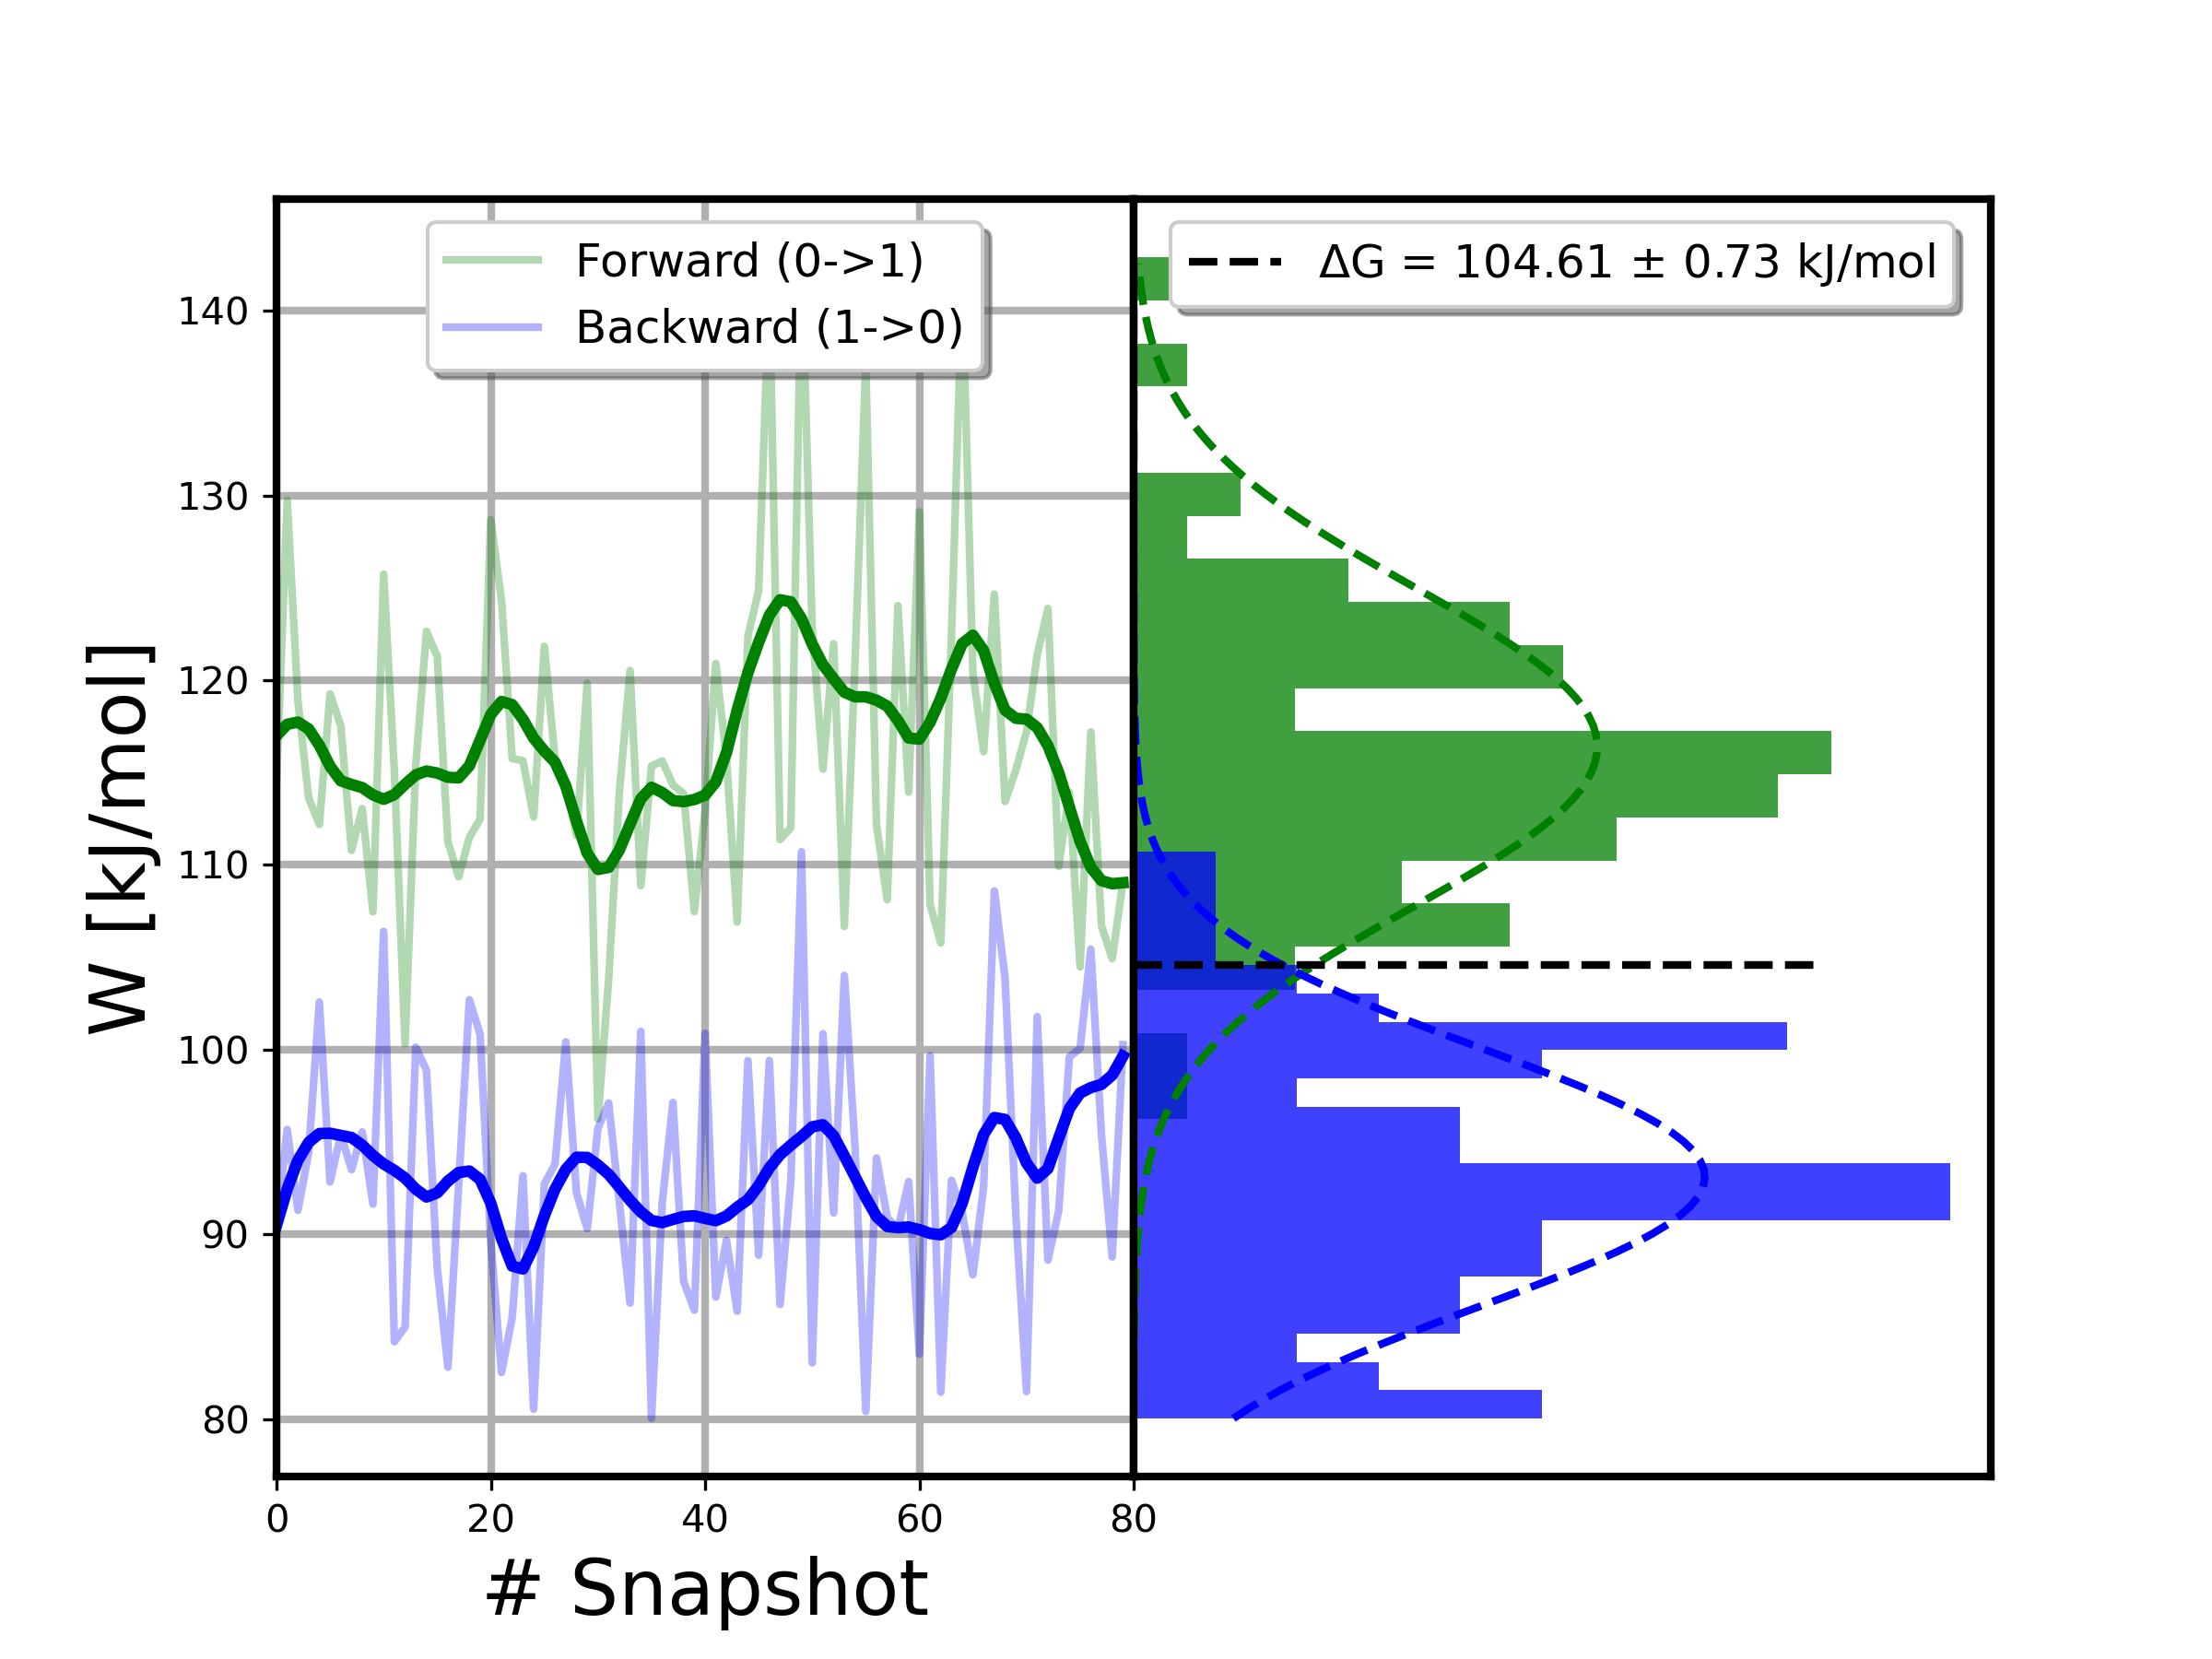 Forward (0->1)
Backward (1->0)
ΔG = 104.61 ± 0.73 kJ/mol
W [kJ/mol]
140
130
120
110
100
90
80
0 20 40 60 80
# Snapshot